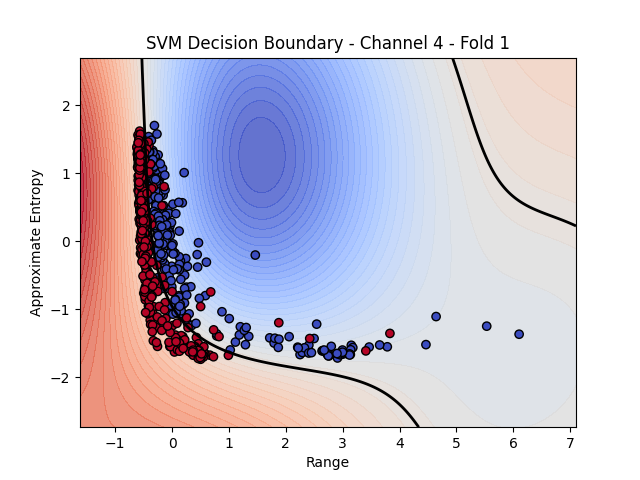 SVM Decision Boundary - Channel 4 - Fold 1
Approximate Entropy
2
1
0
−1
−2
−1 0 1 2 3 4 5 6 7
Range